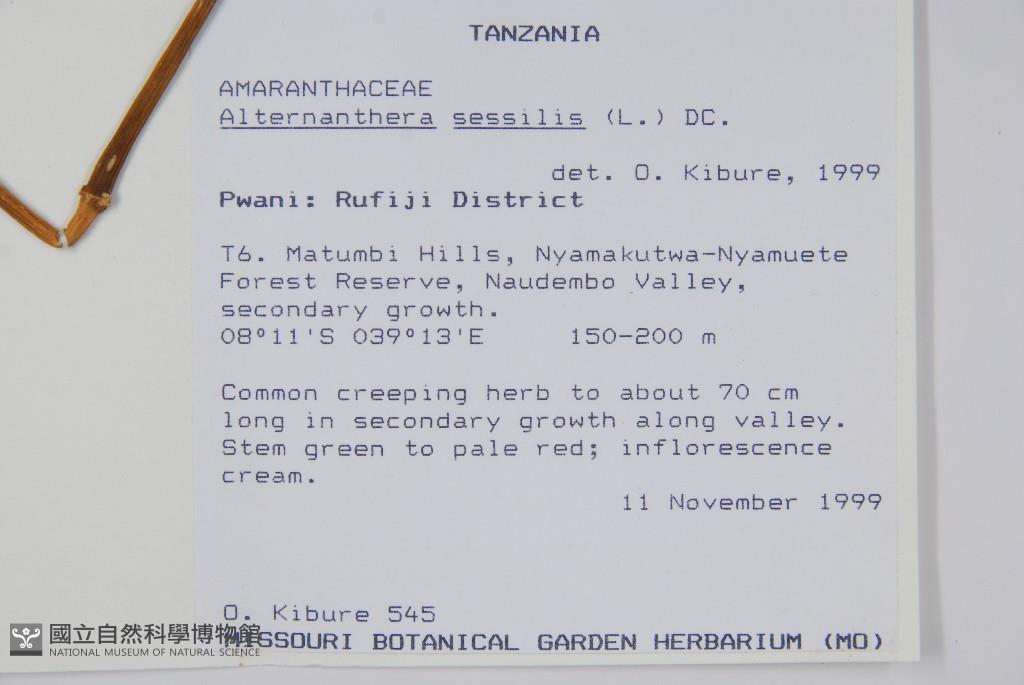 TANZANIA
AMARANTHACEAE
Alternanthera sessilis (L.) DC.
det. O. Kibure, 1999
Pwani: Rufiji District
T6. Matumbi Hills, Nyamakutwa-Nyamuete
Forest Reserve, Naudembo Valley,
secondary growth.
08°11'S 039°13'E 150-200 m
Common creeping herb to about 70 cm
long in secondary growth along valley.
Stem green to pale red; inflorescence
cream.
11 November 1999
O. Kibure 545
MISSOURI BOTANICAL GARDEN HERBARIUM (MO)
國立自然科學博物館
NATIONAL MUSEUM OF NATURAL SCIENCE